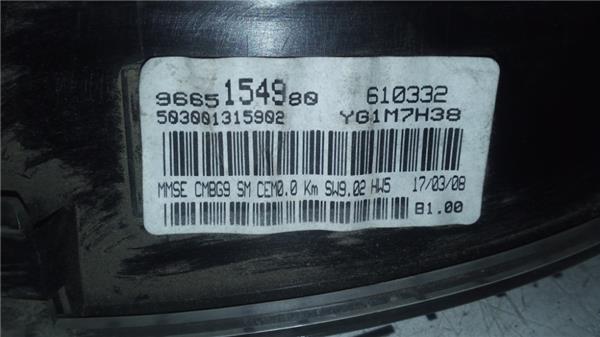 9665154980 610332
503001315902 YG1M7H38
MMSE CMBG9 SM CEM0.0 Km SW9.02 HW5 17/03/08
B1.00